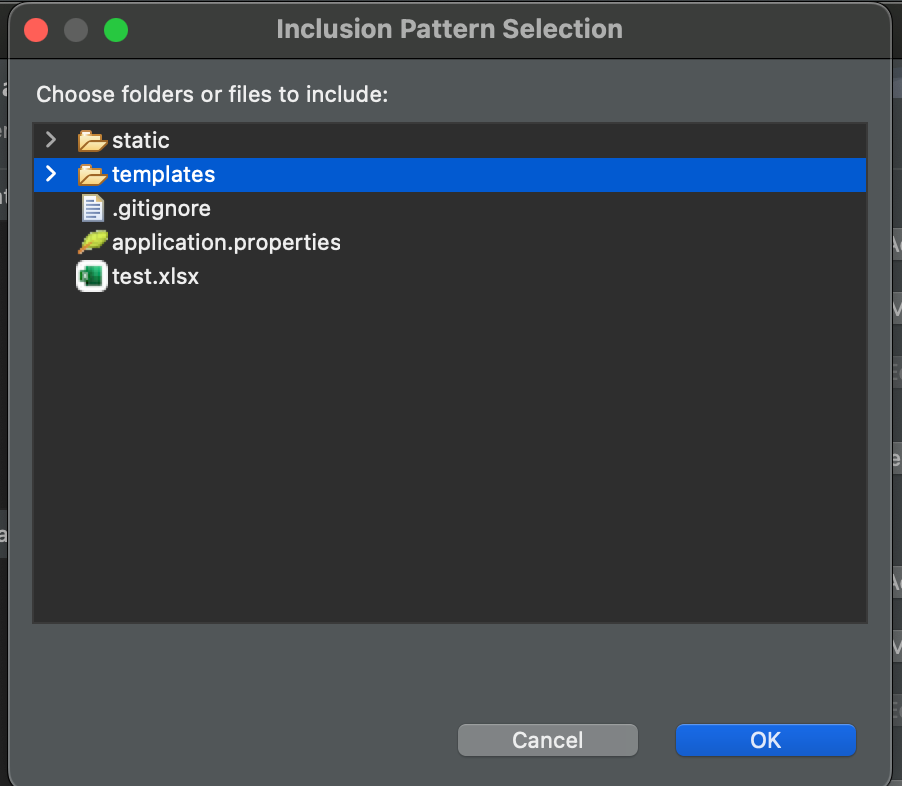 Inclusion Pattern Selection
Choose folders or files to include:
static
templates
.gitignore
application.properties
test.xlsx
Cancel
OK